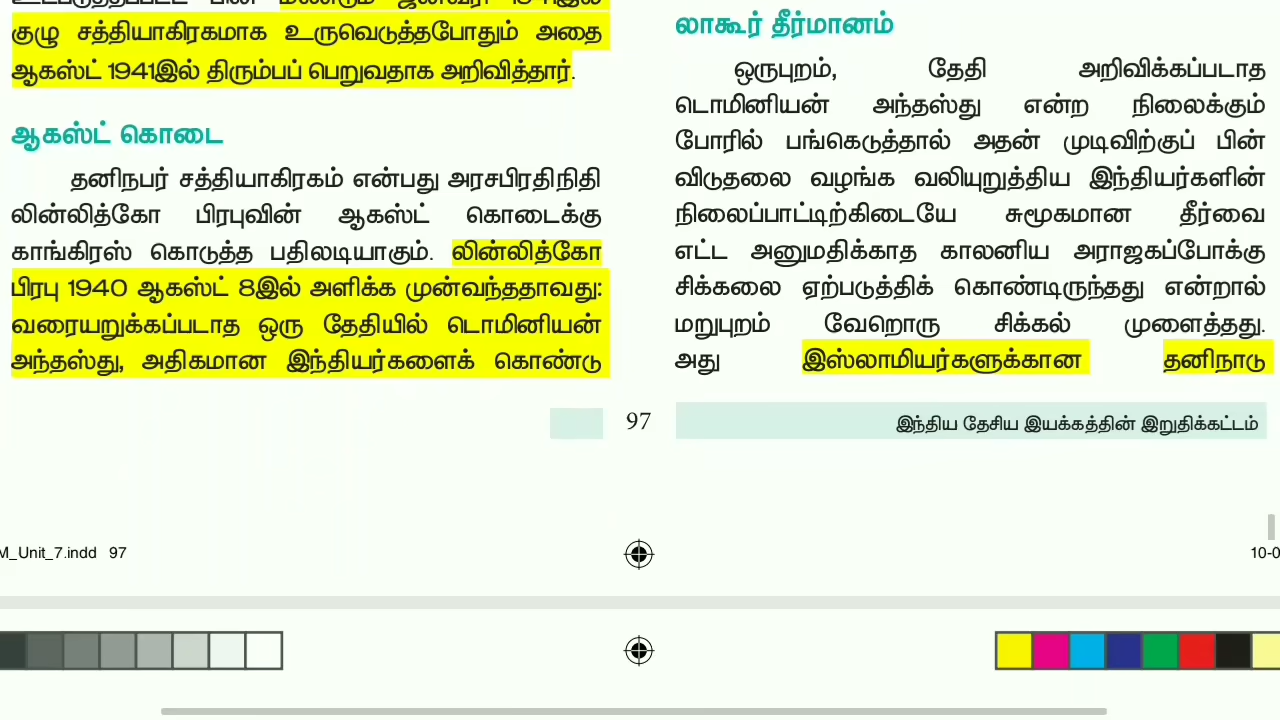 குழு சத்தியாகிரகமாக உருவெடுத்தபோதும் அதை
ஆகஸ்ட் 1941இல் திரும்பப் பெறுவதாக அறிவித்தார்.
ஆகஸ்ட் கொடை
தனிநபர் சத்தியாகிரகம் என்பது அரசபிரதிநிதி
லின்லித்கோ பிரபுவின் ஆகஸ்ட் கொடைக்கு
காங்கிரஸ் கொடுத்த பதிலடியாகும். லின்லித்கோ
பிரபு 1940 ஆகஸ்ட் 8இல் அளிக்க முன்வந்ததாவது:
வரையறுக்கப்படாத ஒரு தேதியில் டொமினியன்
அந்தஸ்து, அதிகமான இந்தியர்களைக் கொண்டு
லாகூர் தீர்மானம்
ஒருபுறம், தேதி அறிவிக்கப்படாத
டொமினியன் அந்தஸ்து என்ற நிலைக்கும்
போரில் பங்கெடுத்தால் அதன் முடிவிற்குப் பின்
விடுதலை வழங்க வலியுறுத்திய இந்தியர்களின்
நிலைப்பாட்டிற்கிடையே சுமூகமான தீர்வை
எட்ட அனுமதிக்காத காலனிய அராஜகப்போக்கு
சிக்கலை ஏற்படுத்திக் கொண்டிருந்தது என்றால்
மறுபுறம் வேறொரு சிக்கல் முளைத்தது.
அது இஸ்லாமியர்களுக்கான தனிநாடு
97
இந்திய தேசிய இயக்கத்தின் இறுதிக்கட்டம்
M_Unit_7.indd 97
10-0